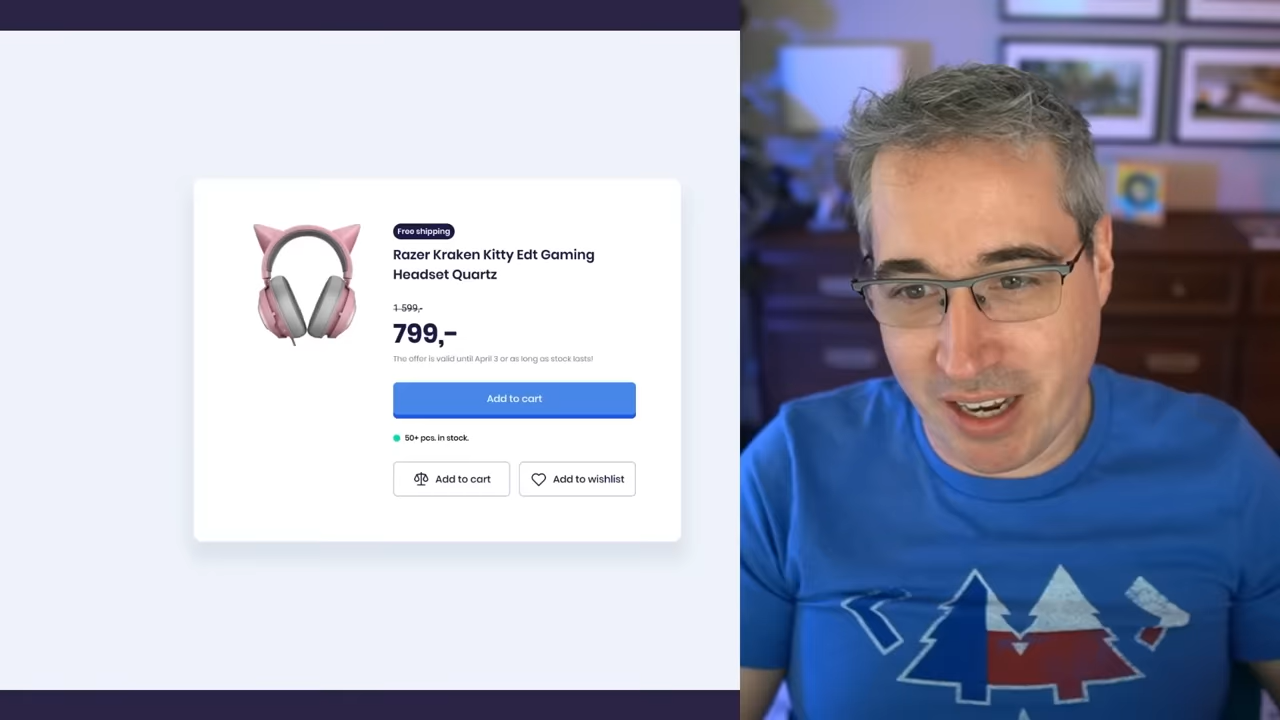 Free shipping
Razer Kraken Kitty Edt Gaming
Headset Quartz
1 599,-
799,-
The offer is valid until April 3 or as long as stock lasts!
Add to cart
50+ pcs. in stock.
Add to cart
Add to wishlist